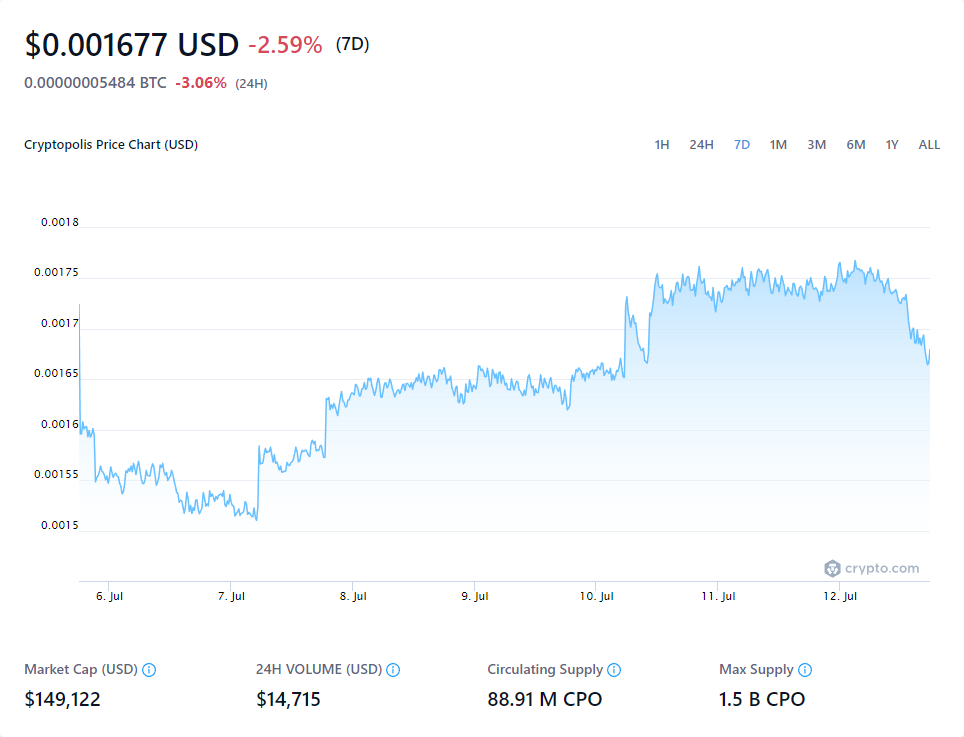 $0.001677 USD -2.59% (7D)
0.00000005484 BTC -3.06% (24H)
Cryptopolis Price Chart (USD) 1H 24H 7D 1M 3M 6M 1Y ALL
0.0018
0.00175
0.0017
0.00165
0.0016
0.00155
0.0015
crypto.com
6. Jul 7. Jul 8. Jul 9. Jul 10. Jul 11. Jul 12. Jul
Market Cap (USD) 24H VOLUME (USD) Circulating Supply Max Supply
$149,122 $14,715 88.91 M CPO 1.5 B CPO